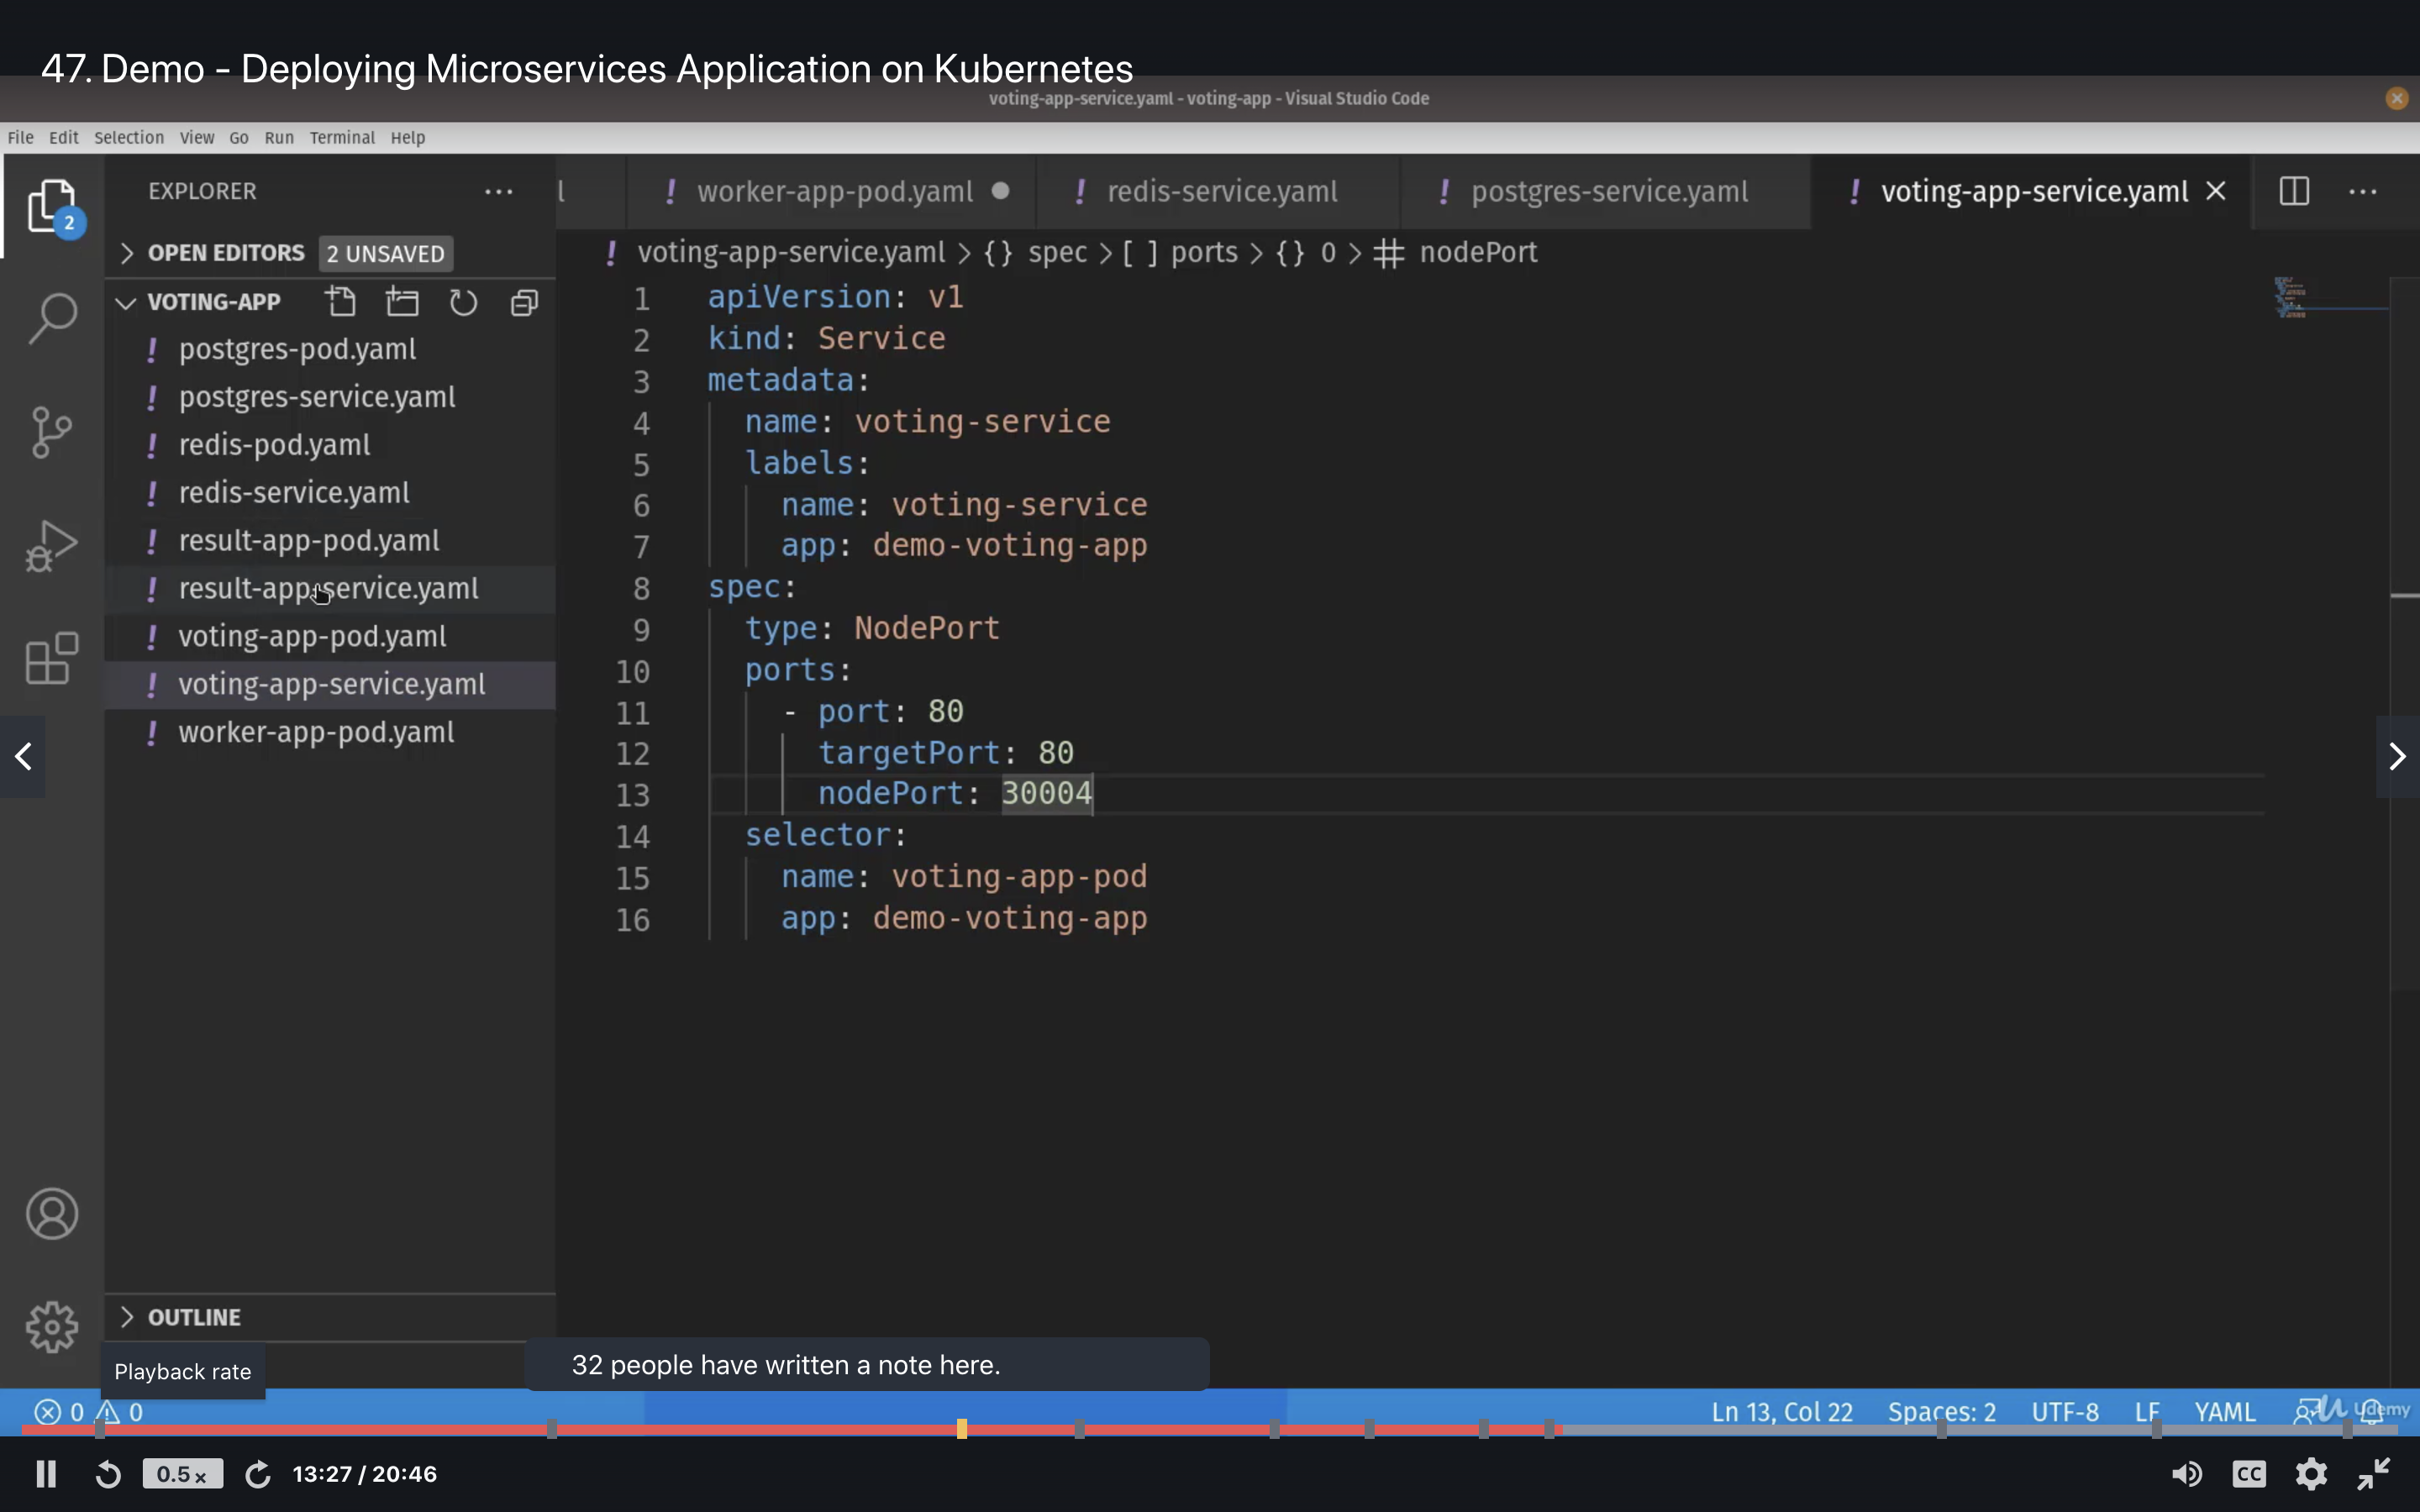 47. Demo - Deploying Microservices Application on Kubernetes
voting-app-service.yaml - voting-app - Visual Studio Code
File Edit Selection View Go Run Terminal Help
EXPLORER ···
l ! worker-app-pod.yaml ● ! redis-service.yaml ! postgres-service.yaml ! voting-app-service.yaml × ···
2
OPEN EDITORS 2 UNSAVED
! voting-app-service.yaml > {} spec > [ ] ports > {} 0 > # nodePort
VOTING-APP
! postgres-pod.yaml
! postgres-service.yaml
! redis-pod.yaml
! redis-service.yaml
! result-app-pod.yaml
! result-app-service.yaml
! voting-app-pod.yaml
! voting-app-service.yaml
! worker-app-pod.yaml
1 apiVersion: v1
2 kind: Service
3 metadata:
4   name: voting-service
5   labels:
6     name: voting-service
7     app: demo-voting-app
8 spec:
9   type: NodePort
10   ports:
11     - port: 80
12       targetPort: 80
13       nodePort: 30004
14   selector:
15     name: voting-app-pod
16     app: demo-voting-app
OUTLINE
Playback rate
32 people have written a note here.
0 0 Ln 13, Col 22 Spaces: 2 UTF-8 LF YAML Udemy
0.5 x 13:27 / 20:46 CC